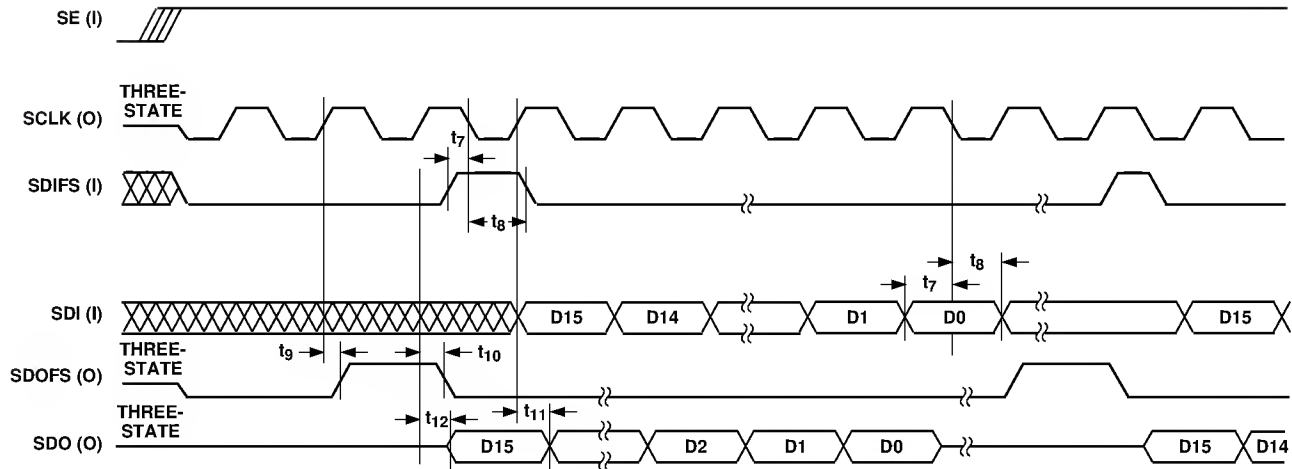 SE (I)
THREE-
STATE
SCLK (O)
t7
SDIFS (I)
t8
t8
t7
SDI (I)
D15
D14
D1
D0
D15
THREE-
STATE
t9
t10
SDOFS (O)
THREE-
STATE
t12
t11
SDO (O)
D15
D2
D1
D0
D15
D14